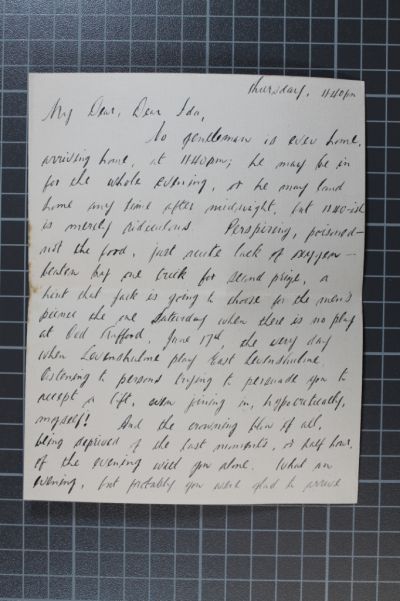 Thursday, 11.40pm
My Dear, Dear Ida,
No gentleman is ever home,
arriving home, at 11.40pm; he may be in
for the whole evening, or he may land
home any time after midnight, but 11.40-ish
is merely ridiculous. Perspiring, poisoned —
not the food, just acute lack of oxygen —
beaten by one trick for second prize, a
hint that Jack is going to choose for the men's
picnic the one Saturday when there is no play
at Old Trafford, June 17th, the very day
when Levenshulme play East Levenshulme.
Listening to persons trying to persuade you to
accept a lift, even joining in, hypocritically,
myself! And the crowning blow of all,
being deprived of the last moments, or half hour,
of the evening with you alone. What an
evening, but probably you were glad to arrive